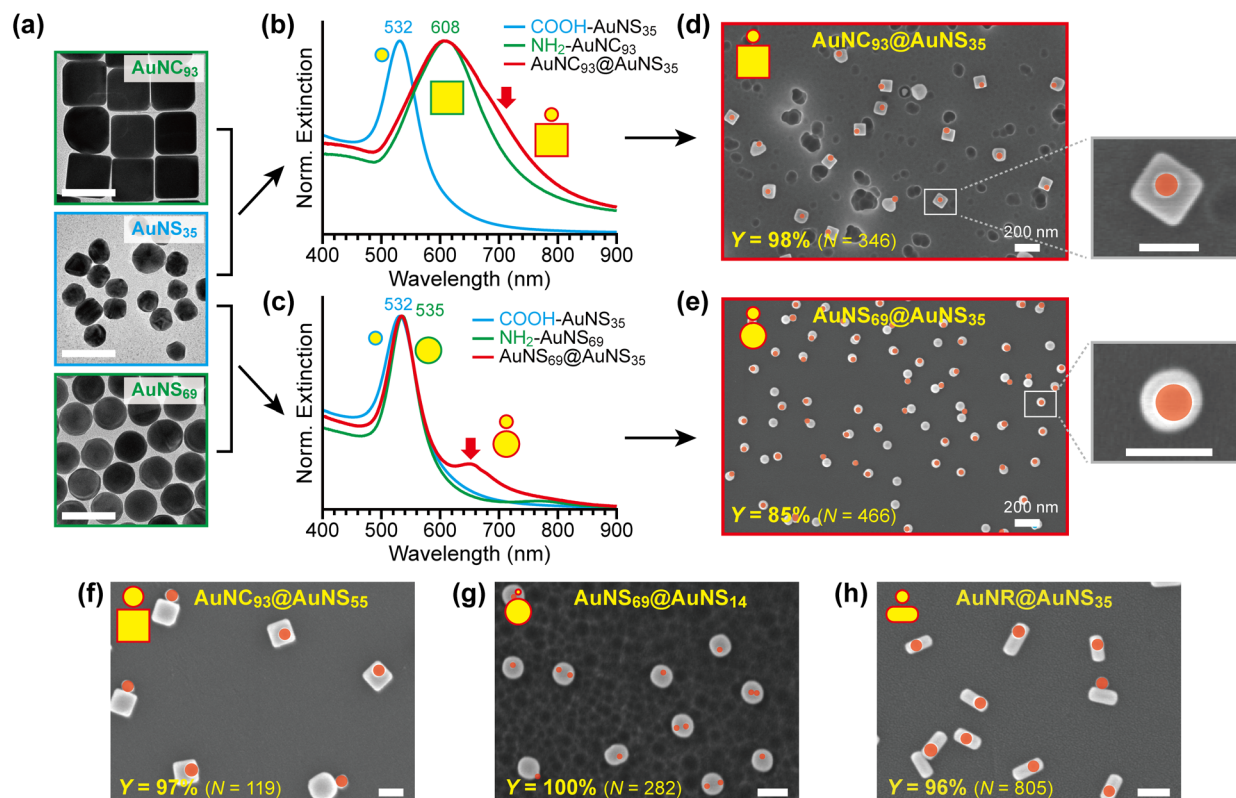 (a)
AuNC93
AuNS35
AuNS69
(b)
532
608
COOH-AuNS35
NH2-AuNC93
AuNC93@AuNS35
Norm. Extinction
400 500 600 700 800 900
Wavelength (nm)
(c)
532
535
COOH-AuNS35
NH2-AuNS69
AuNS69@AuNS35
Norm. Extinction
400 500 600 700 800 900
Wavelength (nm)
(d)
AuNC93@AuNS35
Y = 98% (N = 346)
200 nm
(e)
AuNS69@AuNS35
Y = 85% (N = 466)
200 nm
(f)
AuNC93@AuNS55
Y = 97% (N = 119)
(g)
AuNS69@AuNS14
Y = 100% (N = 282)
(h)
AuNR@AuNS35
Y = 96% (N = 805)